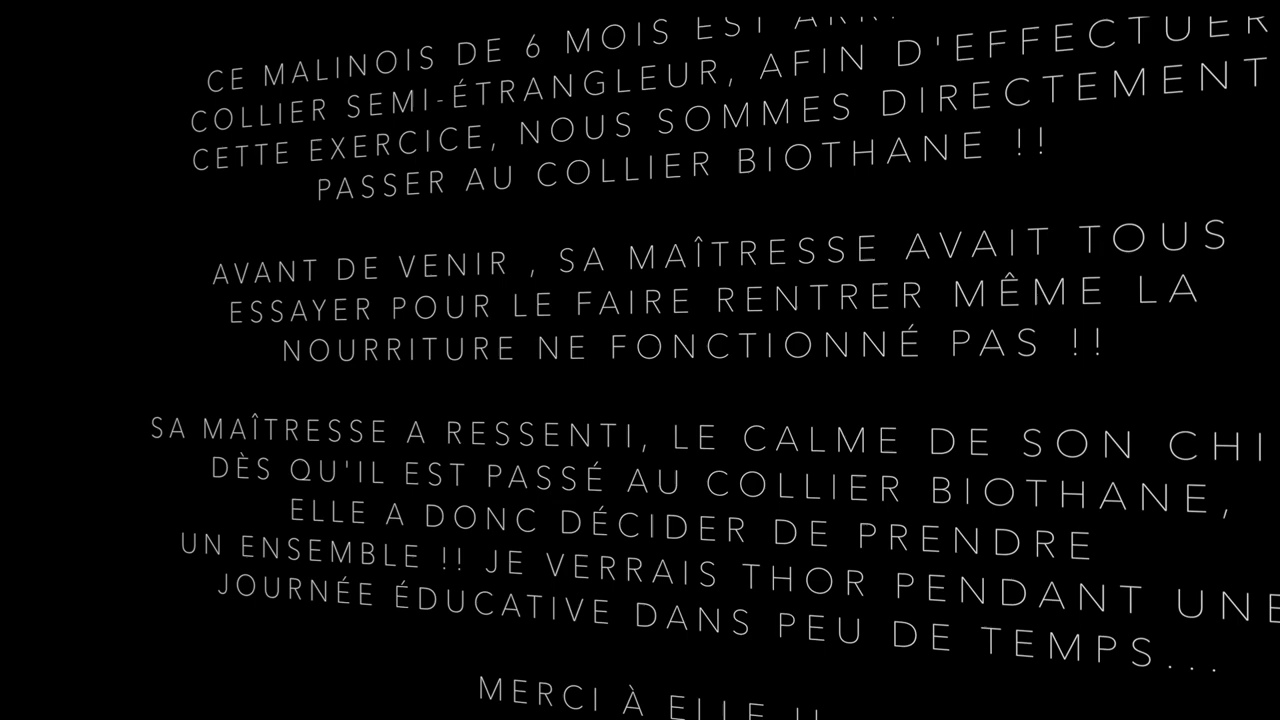 CE MALINOIS DE 6 MOIS EST
COLLIER SEMI-ÉTRANGLEUR, AFIN D'EFFECTUER
CETTE EXERCICE, NOUS SOMMES DIRECTEMENT
PASSER AU COLLIER BIOTHANE !!
AVANT DE VENIR , SA MAÎTRESSE AVAIT TOUS
ESSAYER POUR LE FAIRE RENTRER MÊME LA
NOURRITURE NE FONCTIONNÉ PAS !!
SA MAÎTRESSE A RESSENTI, LE CALME DE SON CHI
DÈS QU'IL EST PASSÉ AU COLLIER BIOTHANE,
ELLE A DONC DÉCIDER DE PRENDRE
UN ENSEMBLE !! JE VERRAIS THOR PENDANT UNE
JOURNÉE ÉDUCATIVE DANS PEU DE TEMPS...
MERCI À ELLE !!